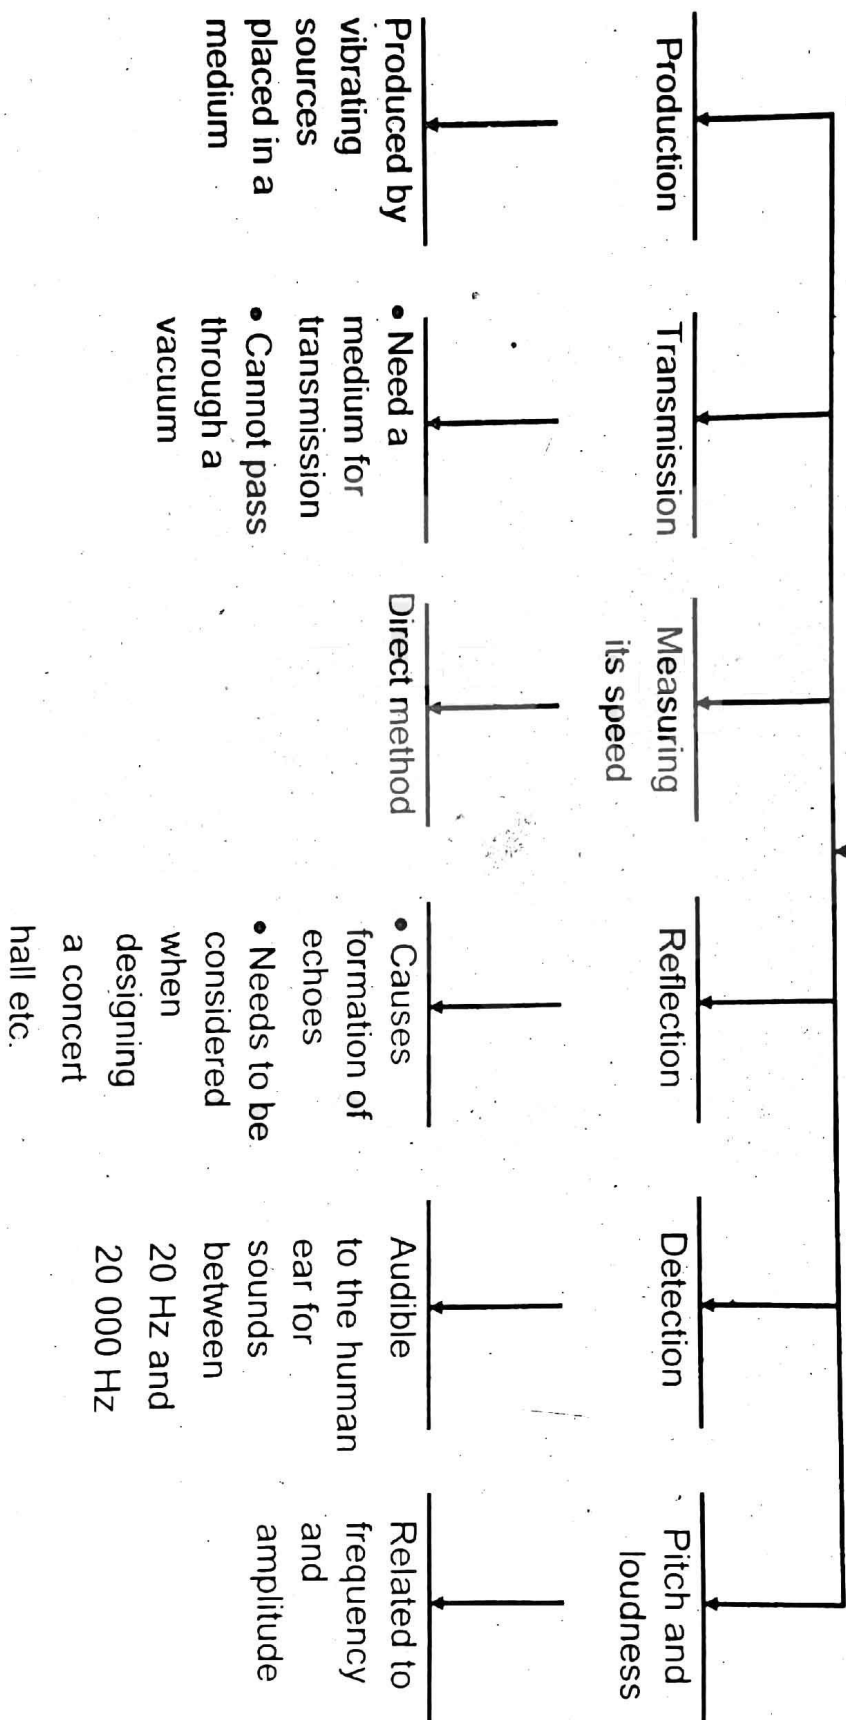 Production
Produced by
vibrating
sources
placed in a
medium
Transmission
• Need a
medium for
transmission
• Cannot pass
through a
vacuum
Measuring
its speed
Direct method
Reflection
• Causes
formation of
echoes
• Needs to be
considered
when
designing
a concert
hall etc.
Detection
Audible
to the human
ear for
sounds
between
20 Hz and
20 000 Hz
Pitch and
loudness
Related to
frequency
and
amplitude